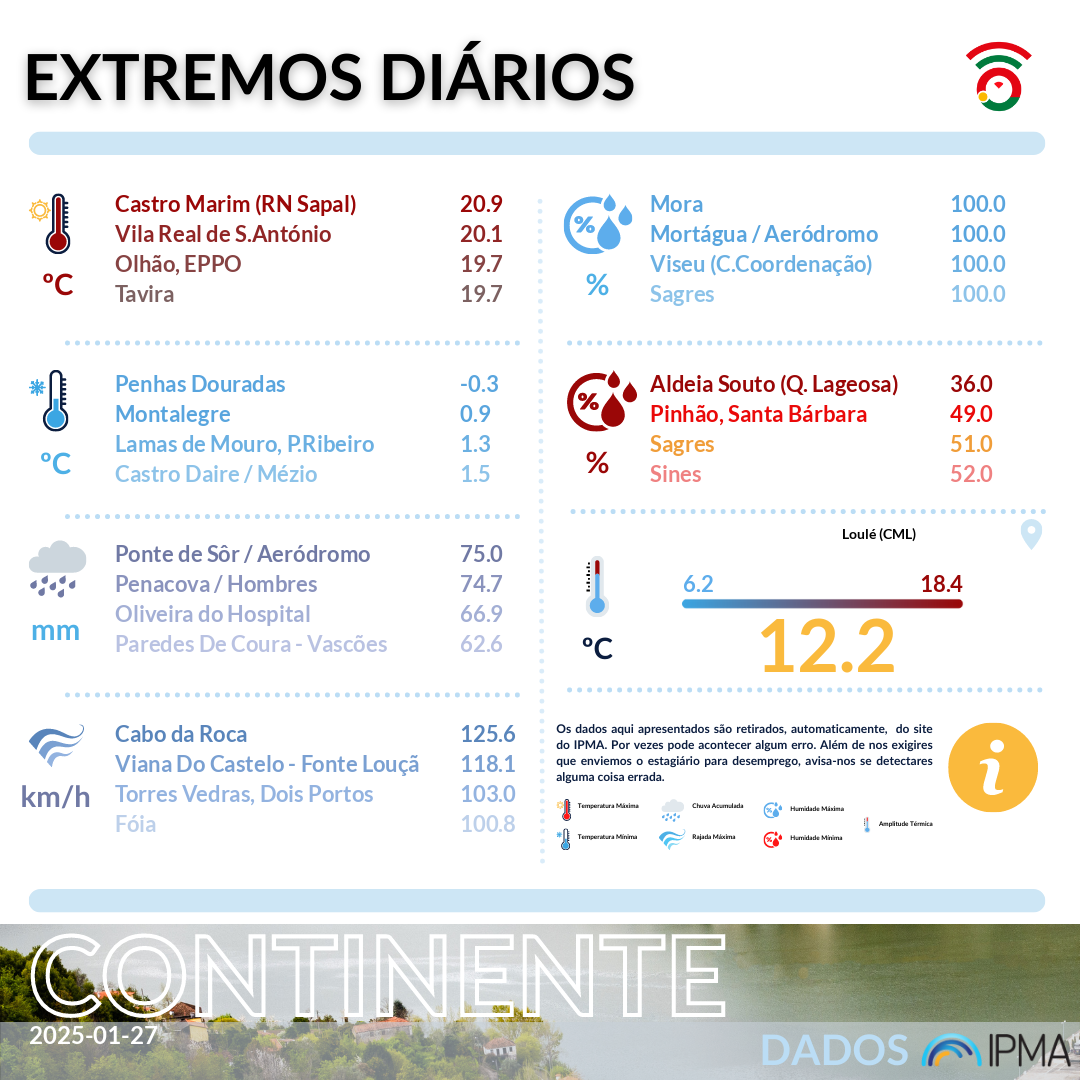 EXTREMOS DIÁRIOS
ºC
Castro Marim (RN Sapal) 20.9
Vila Real de S.António 20.1
Olhão, EPPO 19.7
Tavira 19.7
ºC
Penhas Douradas -0.3
Montalegre 0.9
Lamas de Mouro, P.Ribeiro 1.3
Castro Daire / Mézio 1.5
mm
Ponte de Sôr / Aeródromo 75.0
Penacova / Hombres 74.7
Oliveira do Hospital 66.9
Paredes De Coura - Vascões 62.6
km/h
Cabo da Roca 125.6
Viana Do Castelo - Fonte Louçã 118.1
Torres Vedras, Dois Portos 103.0
Fóia 100.8
%
%
Mora 100.0
Mortágua / Aeródromo 100.0
Viseu (C.Coordenação) 100.0
Sagres 100.0
%
%
Aldeia Souto (Q. Lageosa) 36.0
Pinhão, Santa Bárbara 49.0
Sagres 51.0
Sines 52.0
Loulé (CML)
ºC
6.2 18.4
12.2
Os dados aqui apresentados são retirados, automaticamente, do site
do IPMA. Por vezes pode acontecer algum erro. Além de nos exigires
que enviemos o estagiário para desemprego, avisa-nos se detectares
alguma coisa errada.
i
Temperatura Máxima
Chuva Acumulada
Humidade Máxima
Amplitude Térmica
Temperatura Mínima
Rajada Máxima
Humidade Mínima
CONTINENTE
2025-01-27
DADOS IPMA